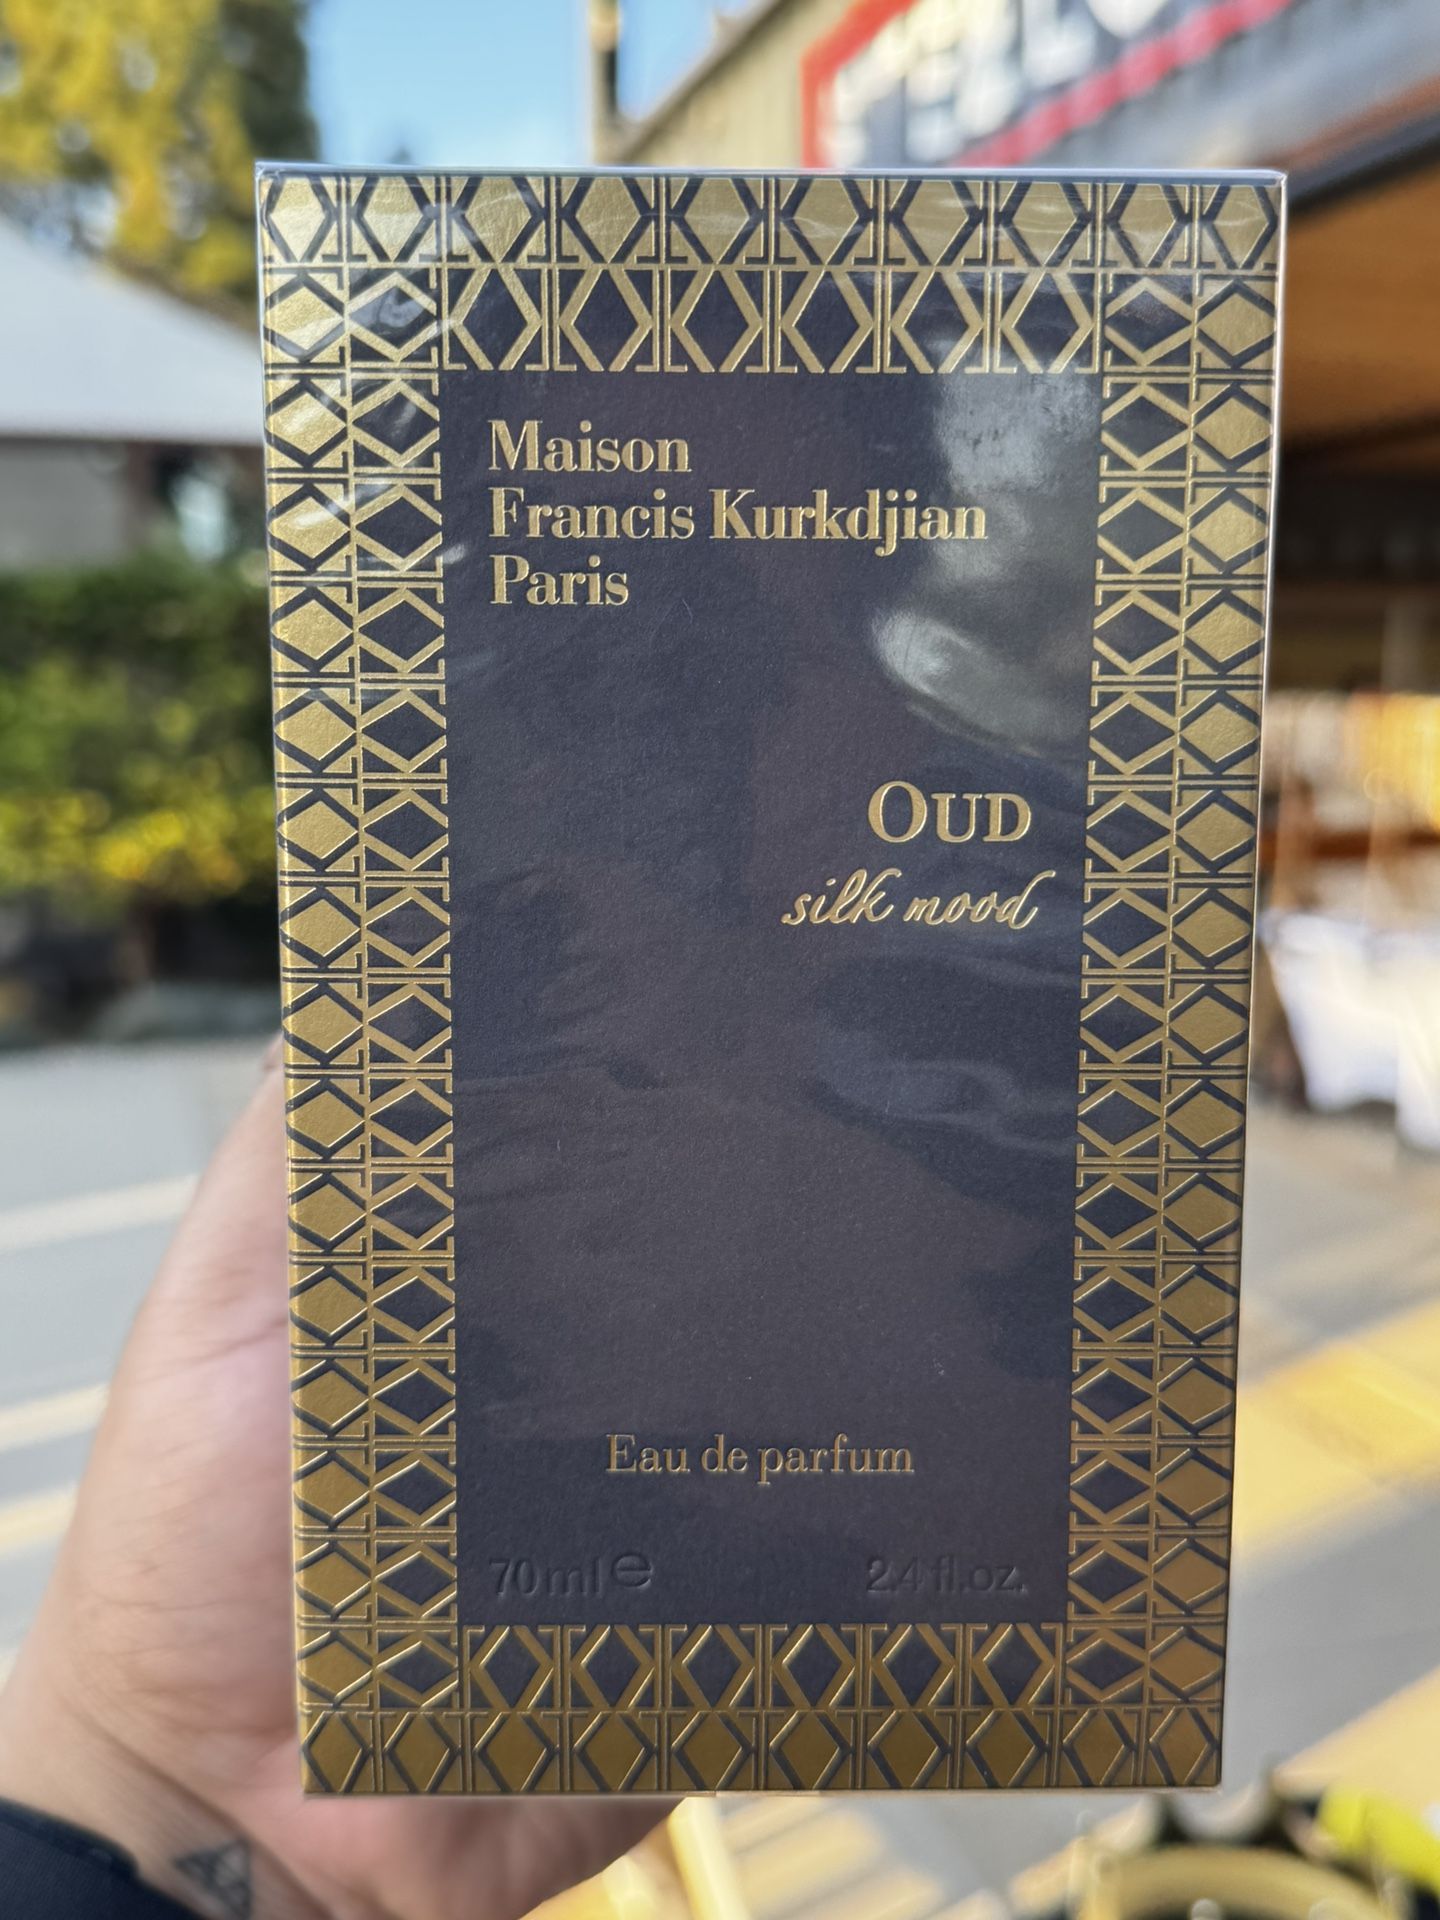 Maison
Francis Kurkdjian
Paris
OUD
silk mood
Eau de parfum
70 ml ℮ 2.4 fl.oz.